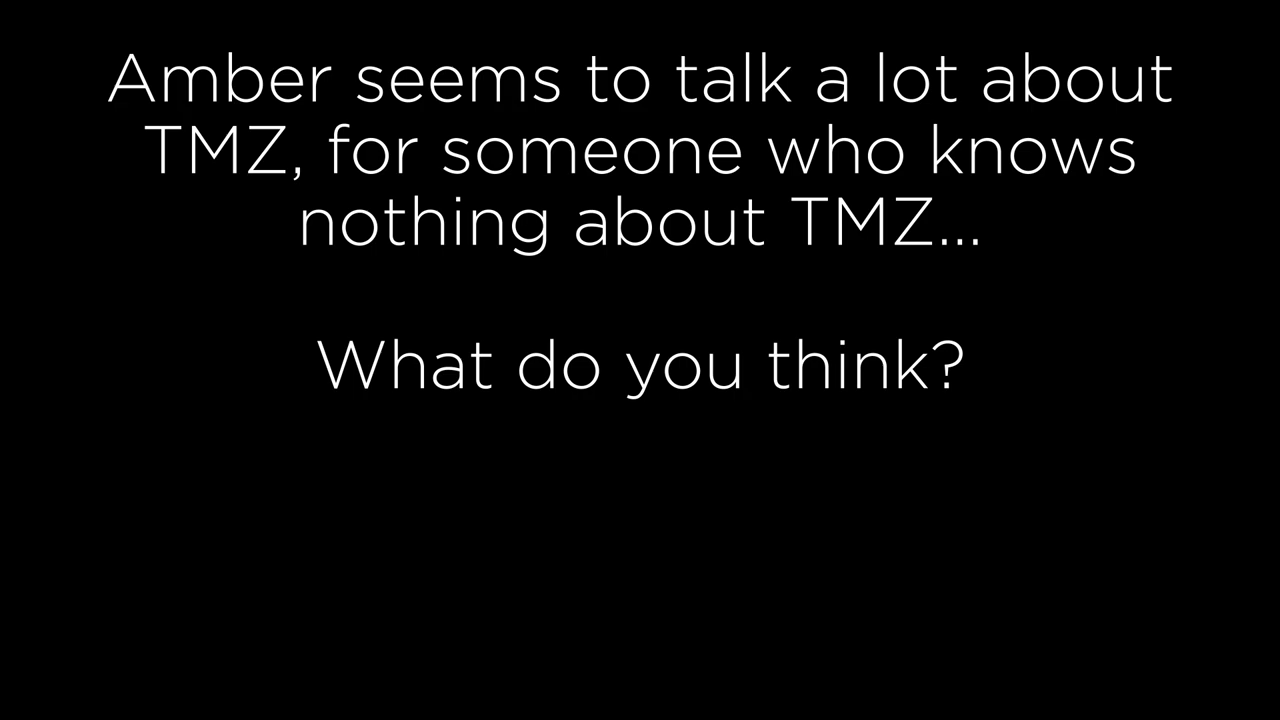 Amber seems to talk a lot about
TMZ, for someone who knows
nothing about TMZ...
What do you think?